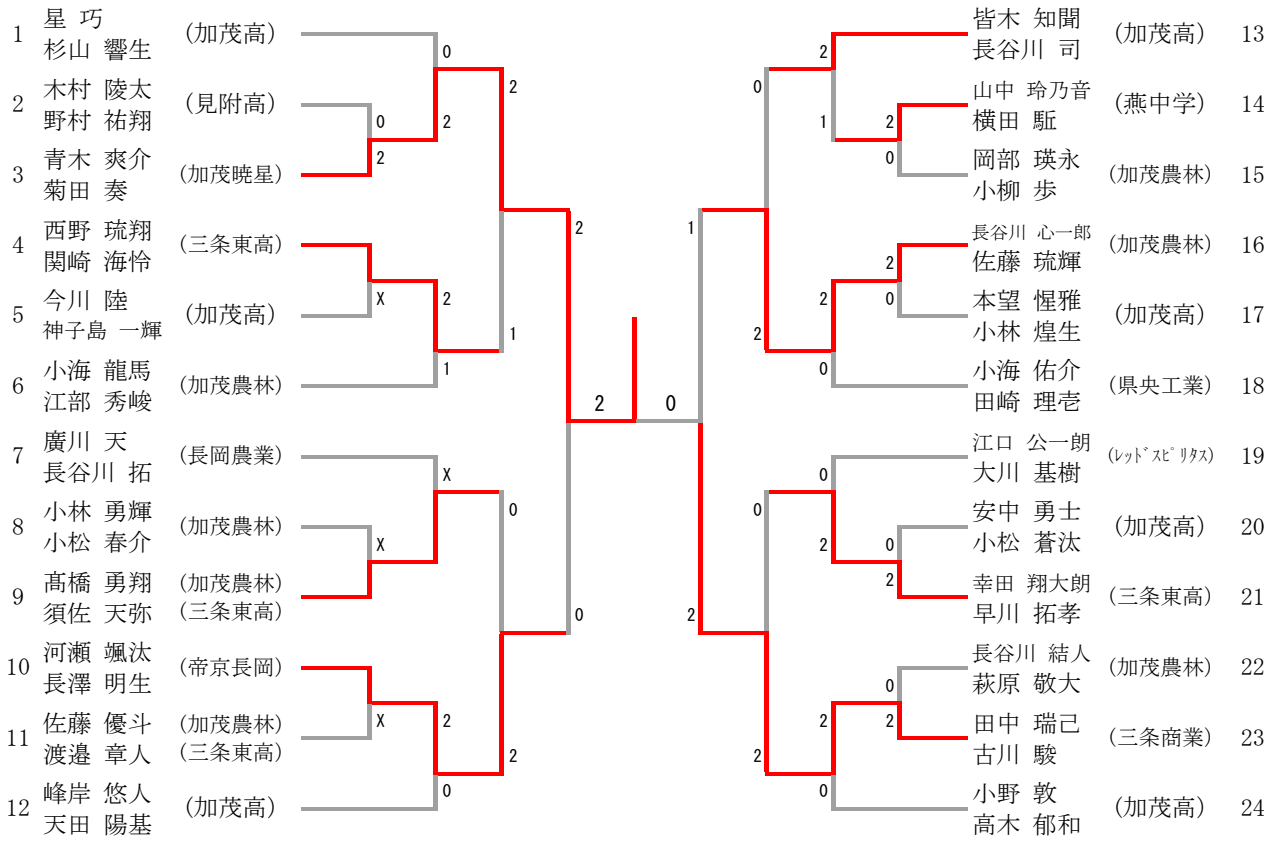 1 星 巧 (加茂高)
杉山 響生
2 木村 陵太 (見附高)
野村 祐翔
3 青木 爽介 (加茂暁星)
菊田 奏
4 西野 琉翔 (三条東高)
関崎 海怜
5 今川 陸 (加茂高)
神子島 一輝
6 小海 龍馬 (加茂農林)
江部 秀峻
7 廣川 天 (長岡農業)
長谷川 拓
8 小林 勇輝 (加茂農林)
小松 春介
9 髙橋 勇翔 (加茂農林)
須佐 天弥 (三条東高)
10 河瀬 颯汰 (帝京長岡)
長澤 明生
11 佐藤 優斗 (加茂農林)
渡邉 章人 (三条東高)
12 峰岸 悠人 (加茂高)
天田 陽基
0
2
0
2
2
X
2
1
1
2
X
X
0
0
X
2
0
2
2 0
皆木 知聞 (加茂高) 13
長谷川 司
山中 玲乃音 (燕中学) 14
横田 駈
岡部 瑛永 (加茂農林) 15
小柳 歩
長谷川 心一郎 (加茂農林) 16
佐藤 琉輝
本望 惺雅 (加茂高) 17
小林 煌生
小海 佑介 (県央工業) 18
田崎 理壱
江口 公一朗 (ﾚｯﾄﾞｽﾋﾟﾘﾀｽ) 19
大川 基樹
安中 勇士 (加茂高) 20
小松 蒼汰
幸田 翔大朗 (三条東高) 21
早川 拓孝
長谷川 結人 (加茂農林) 22
萩原 敬大
田中 瑞己 (三条商業) 23
古川 駿
小野 敦 (加茂高) 24
高木 郁和
2
0
1
2
0
1
2
2
0
2
0
0
0
2
0
2
2
0
2
2
2
0